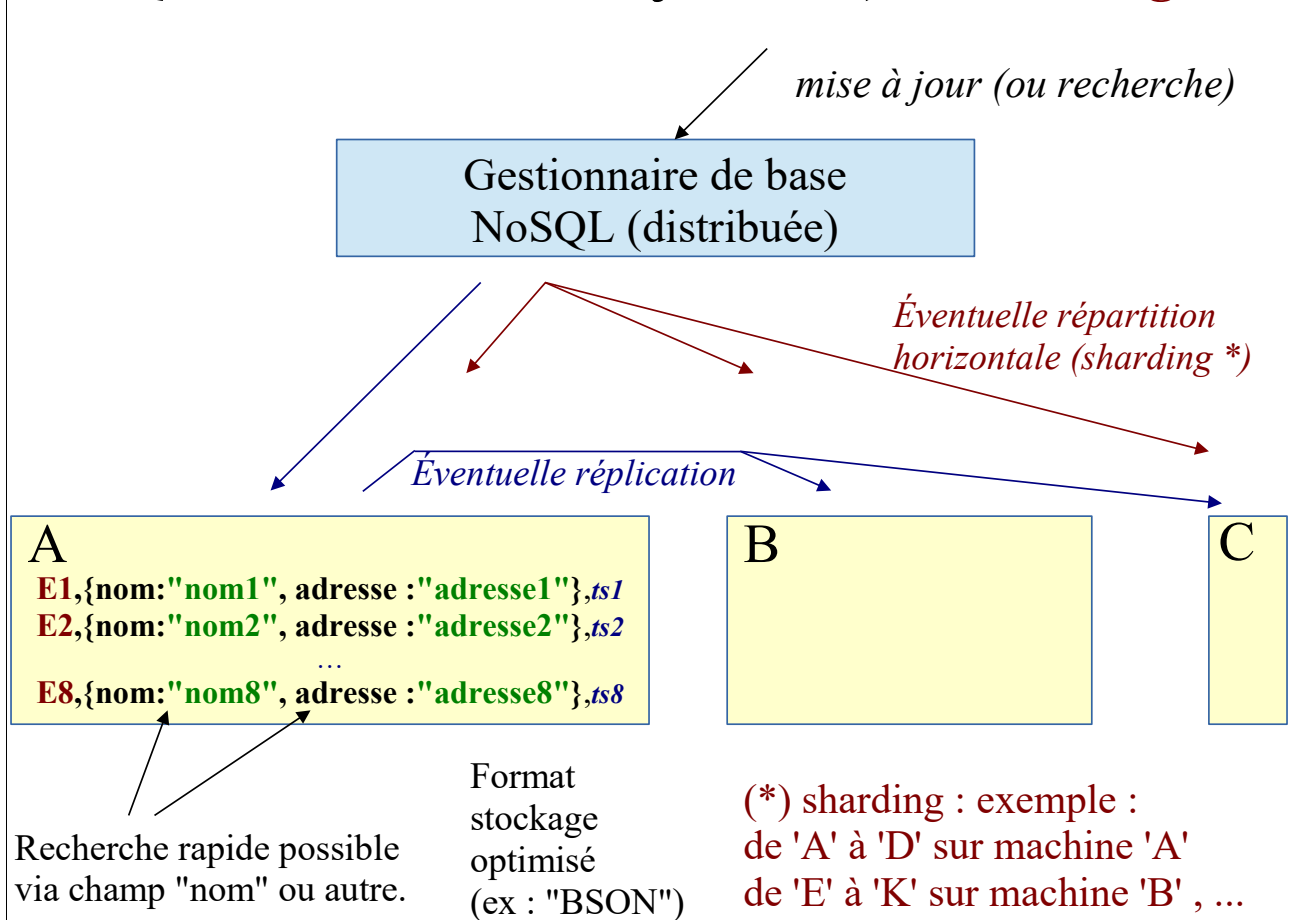 mise à jour (ou recherche)
Gestionnaire de base
NoSQL (distribuée)
Éventuelle répartition
horizontale (sharding *)
Éventuelle réplication
A
B
C
E1,{nom:"nom1", adresse :"adresse1"},ts1
E2,{nom:"nom2", adresse :"adresse2"},ts2
…
E8,{nom:"nom8", adresse :"adresse8"},ts8
Recherche rapide possible
via champ "nom" ou autre.
Format
stockage
optimisé
(ex : "BSON")
(*) sharding : exemple :
de 'A' à 'D' sur machine 'A'
de 'E' à 'K' sur machine 'B' , ...